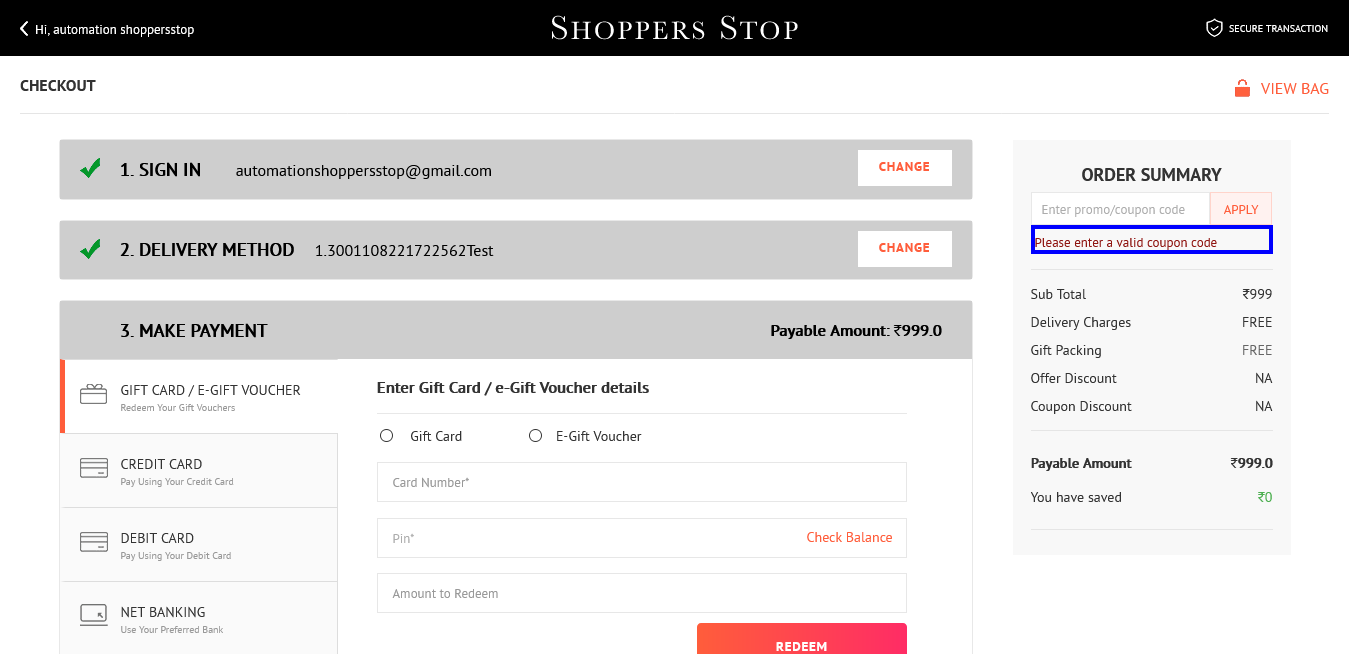 Hi, automation shoppersstop
SHOPPERS STOP
SECURE TRANSACTION
CHECKOUT
VIEW BAG
1. SIGN IN automationshoppersstop@gmail.com CHANGE
2. DELIVERY METHOD 1.3001108221722562Test CHANGE
3. MAKE PAYMENT Payable Amount: ₹999.0
GIFT CARD / E-GIFT VOUCHER
Redeem Your Gift Vouchers
CREDIT CARD
Pay Using Your Credit Card
DEBIT CARD
Pay Using Your Debit Card
NET BANKING
Use Your Preferred Bank
Enter Gift Card / e-Gift Voucher details
Gift Card E-Gift Voucher
Card Number*
Pin* Check Balance
Amount to Redeem
REDEEM
ORDER SUMMARY
Enter promo/coupon code APPLY
Please enter a valid coupon code
Sub Total ₹999
Delivery Charges FREE
Gift Packing FREE
Offer Discount NA
Coupon Discount NA
Payable Amount ₹999.0
You have saved ₹0